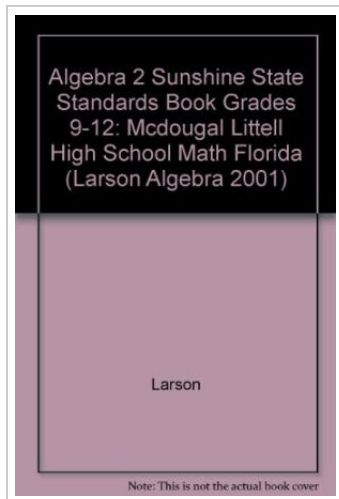 Algebra 2 Sunshine State
Standards Book Grades
9-12: Mcdougal Littell
High School Math Florida
(Larson Algebra 2001)
Larson
Note: This is not the actual book cover